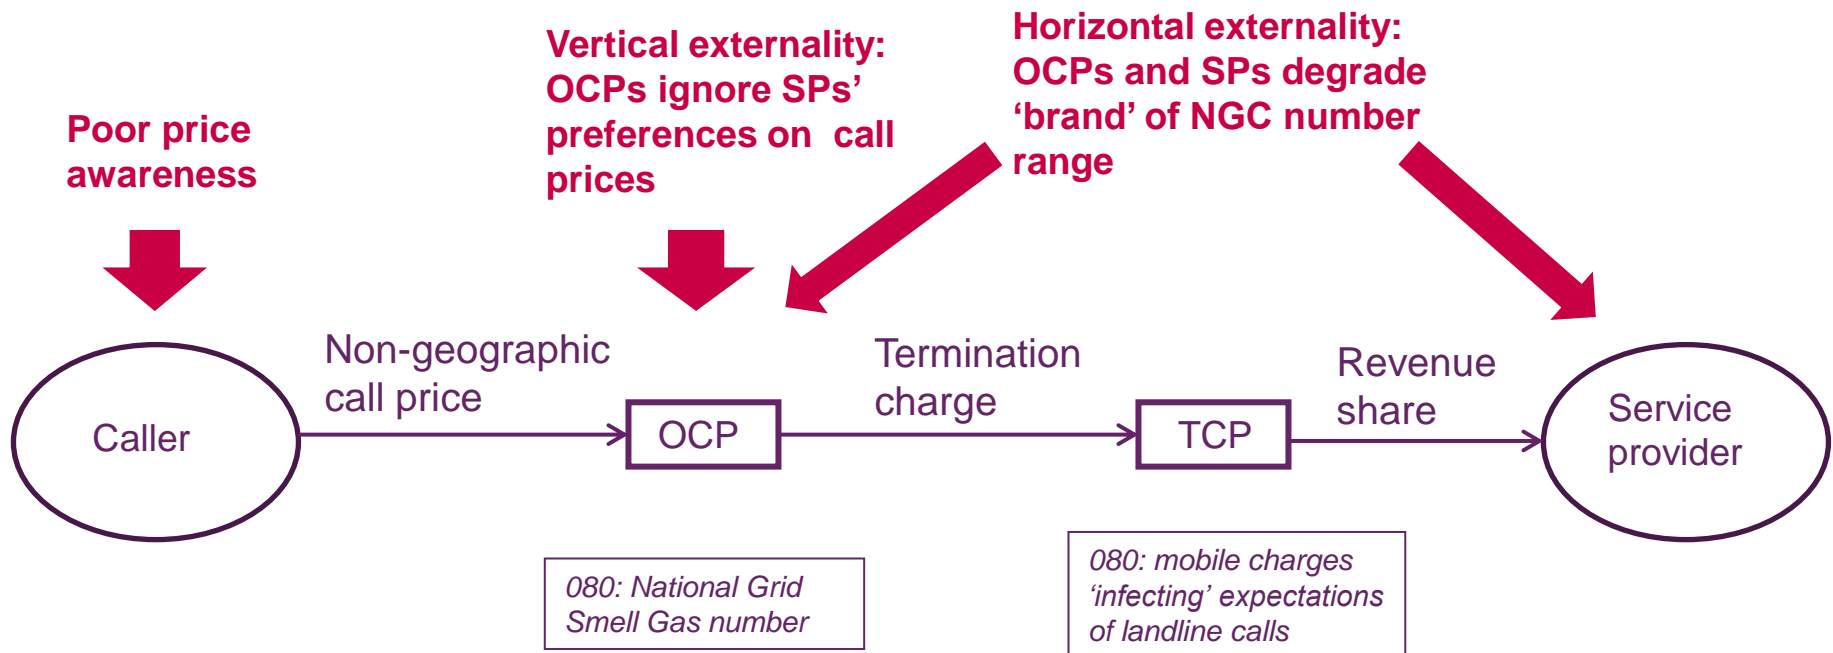 Poor price
awareness
Vertical externality:
OCPs ignore SPs’
preferences on call
prices
Horizontal externality:
OCPs and SPs degrade
‘brand’ of NGC number
range
Caller
Non-geographic
call price
OCP
Termination
charge
TCP
Revenue
share
Service
provider
080: National Grid
Smell Gas number
080: mobile charges
‘infecting’ expectations
of landline calls